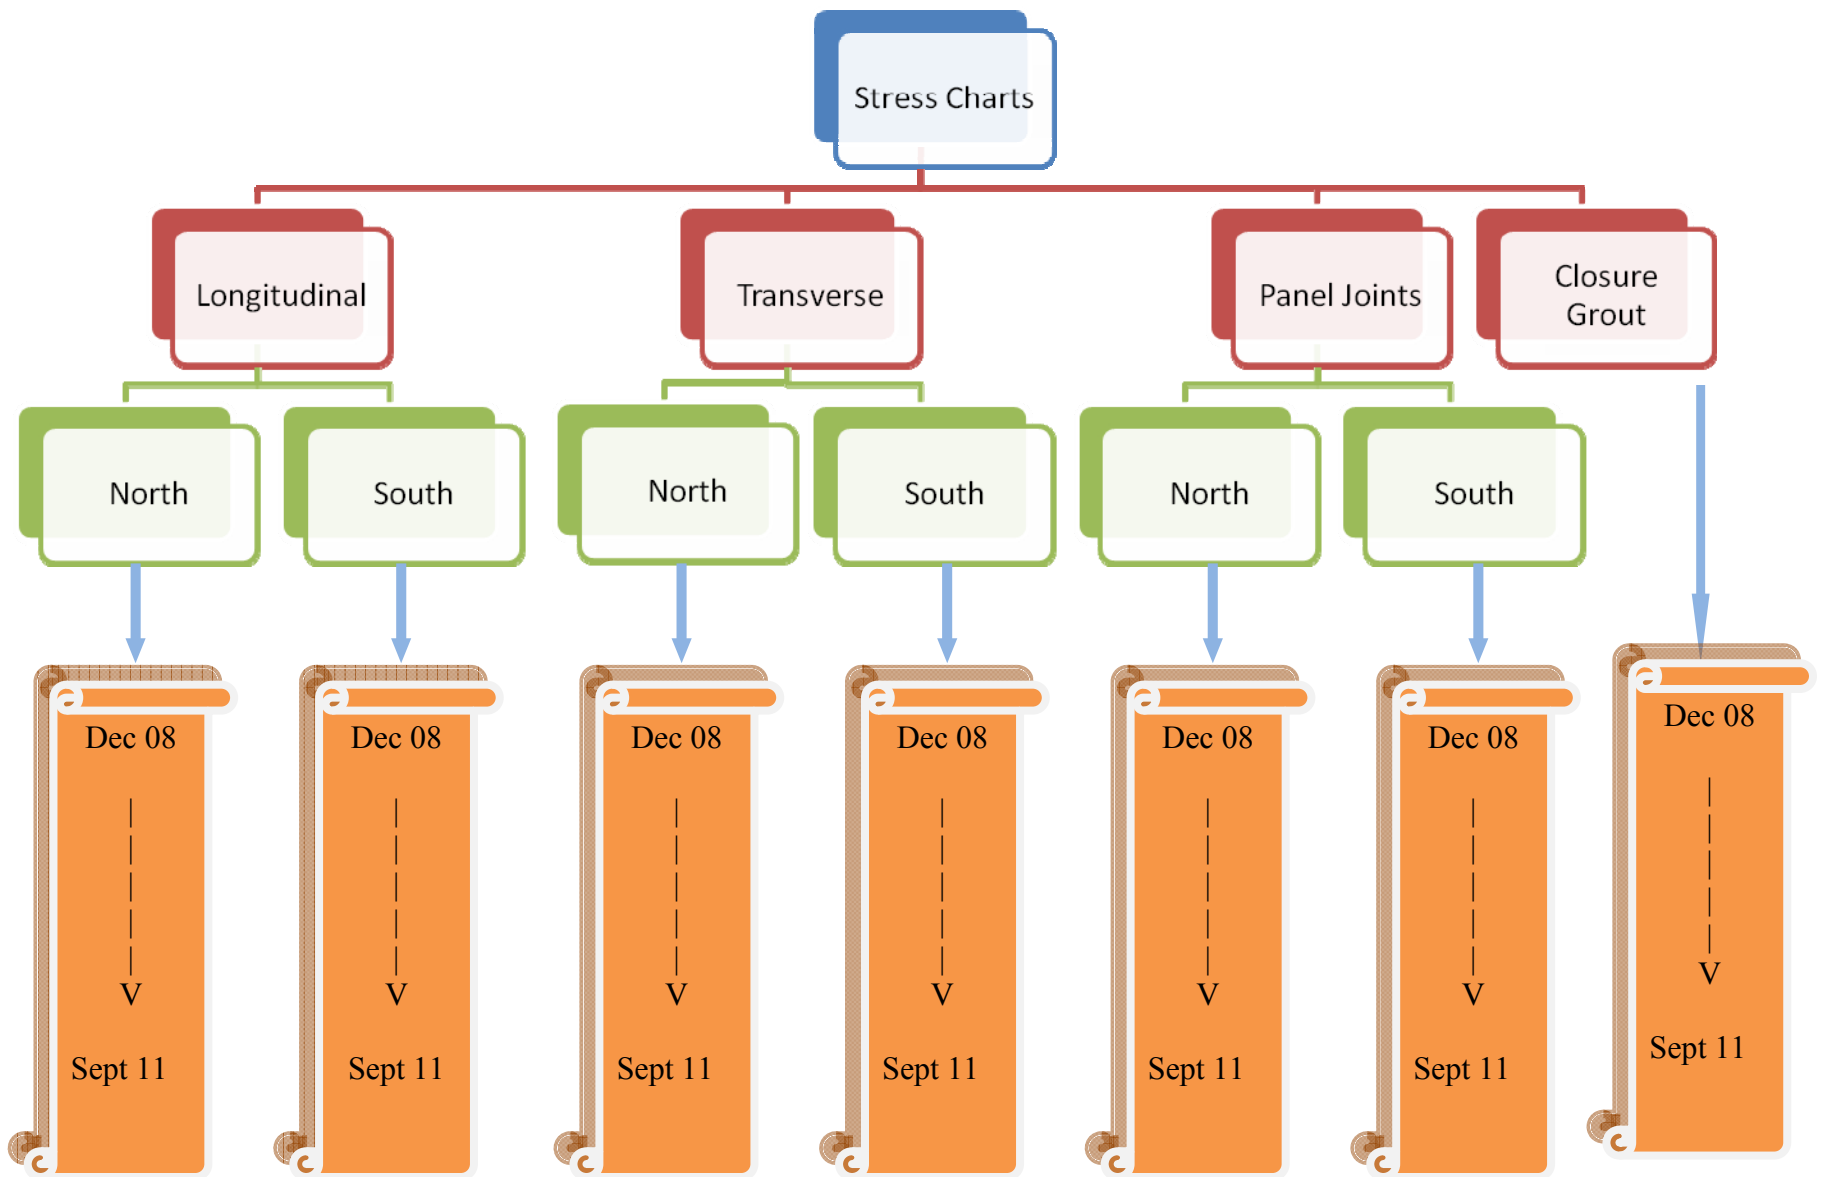 Stress Charts
Longitudinal
Transverse
Panel Joints
Closure
Grout
North
South
North
South
North
South
Dec 08
Dec 08
Dec 08
Dec 08
Dec 08
Dec 08
Dec 08
V
V
V
V
V
V
V
Sept 11
Sept 11
Sept 11
Sept 11
Sept 11
Sept 11
Sept 11